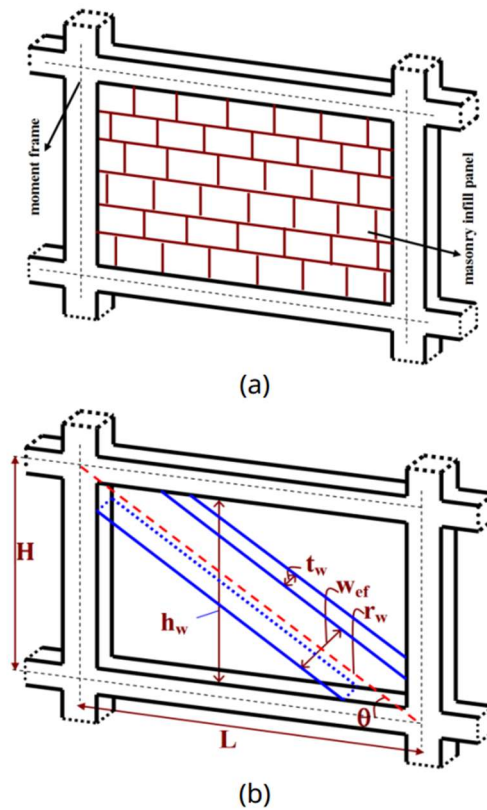 moment frame
masonry infill panel
(a)
H
t_w
w_ef
h_w
r_w
θ
L
(b)